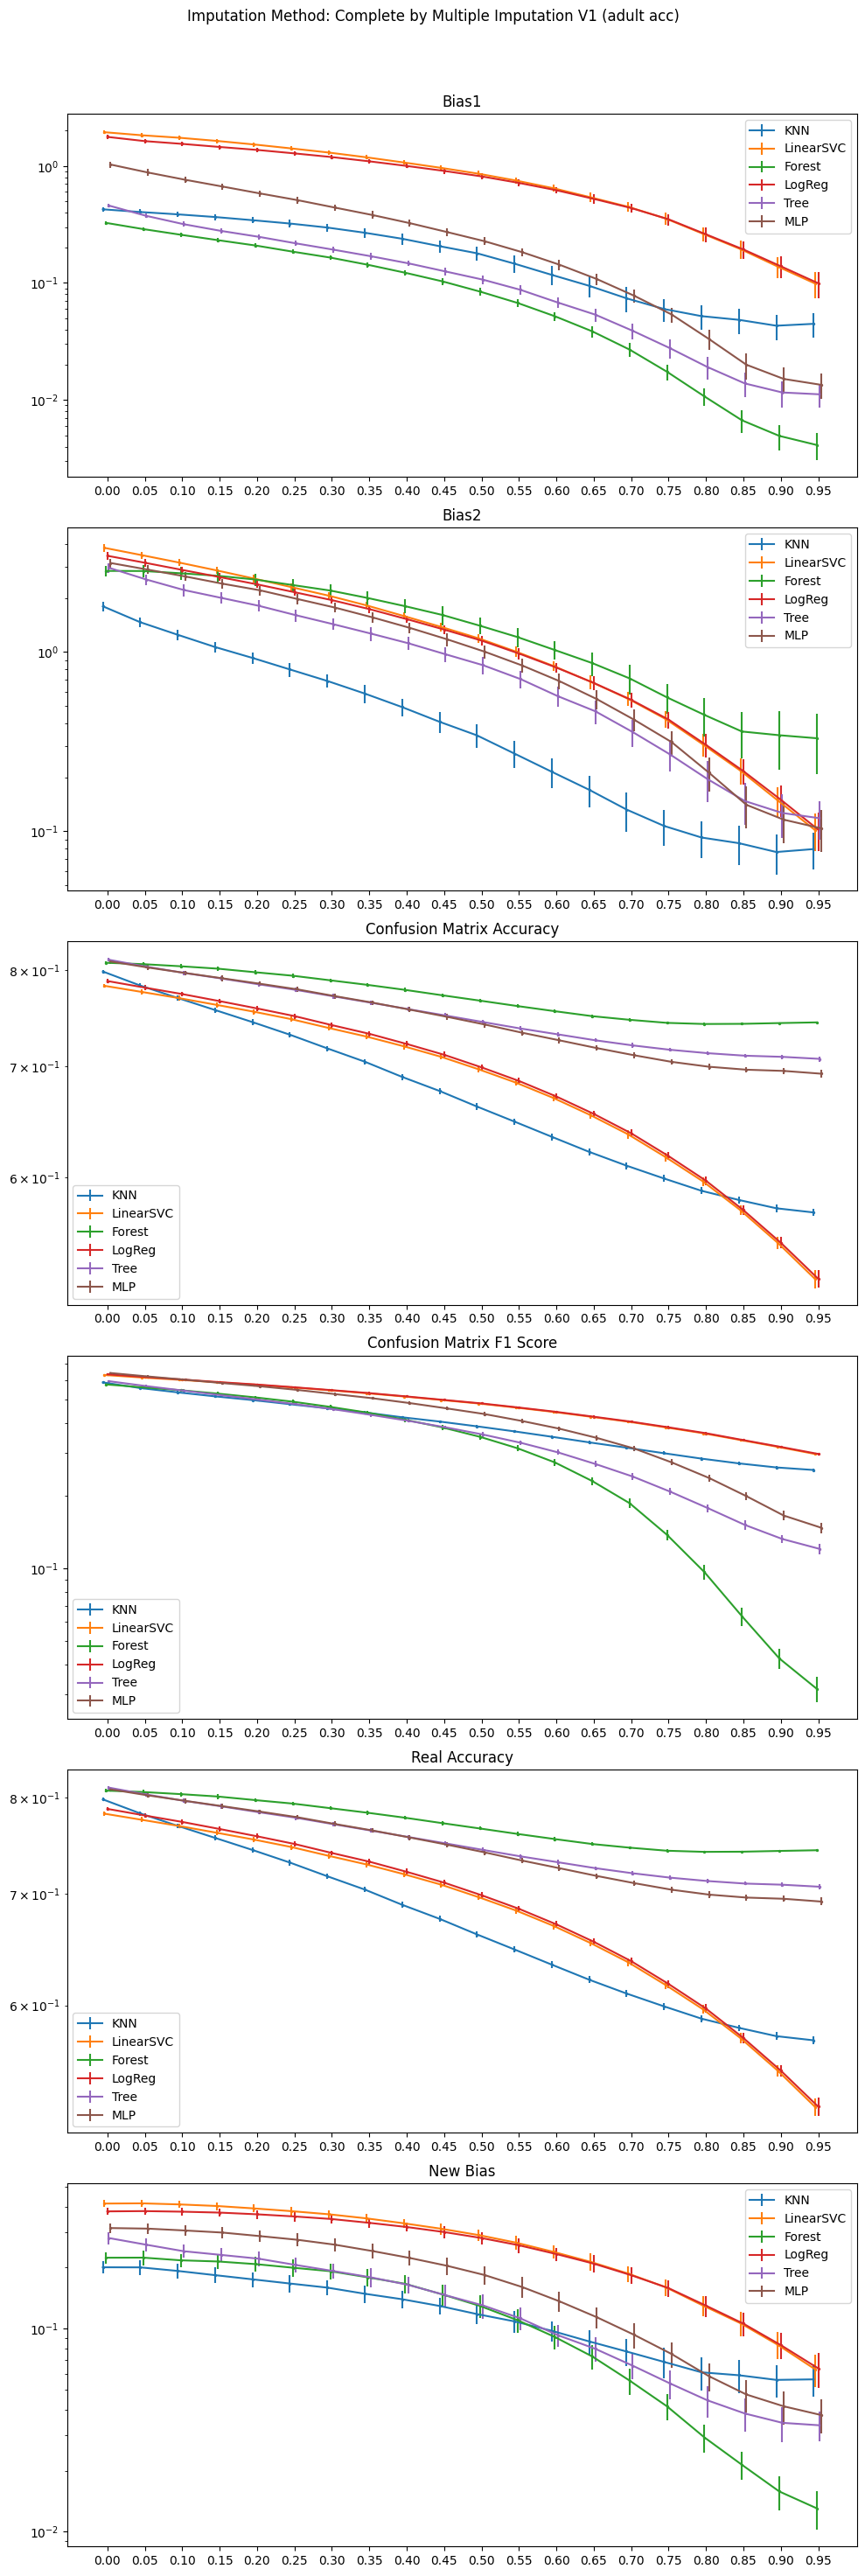 Imputation Method: Complete by Multiple Imputation V1 (adult acc)
Bias1
10⁰
10⁻¹
10⁻²
KNN
LinearSVC
Forest
LogReg
Tree
MLP
0.00 0.05 0.10 0.15 0.20 0.25 0.30 0.35 0.40 0.45 0.50 0.55 0.60 0.65 0.70 0.75 0.80 0.85 0.90 0.95
Bias2
10⁰
10⁻¹
KNN
LinearSVC
Forest
LogReg
Tree
MLP
0.00 0.05 0.10 0.15 0.20 0.25 0.30 0.35 0.40 0.45 0.50 0.55 0.60 0.65 0.70 0.75 0.80 0.85 0.90 0.95
Confusion Matrix Accuracy
8 × 10⁻¹
7 × 10⁻¹
6 × 10⁻¹
KNN
LinearSVC
Forest
LogReg
Tree
MLP
0.00 0.05 0.10 0.15 0.20 0.25 0.30 0.35 0.40 0.45 0.50 0.55 0.60 0.65 0.70 0.75 0.80 0.85 0.90 0.95
Confusion Matrix F1 Score
10⁻¹
KNN
LinearSVC
Forest
LogReg
Tree
MLP
0.00 0.05 0.10 0.15 0.20 0.25 0.30 0.35 0.40 0.45 0.50 0.55 0.60 0.65 0.70 0.75 0.80 0.85 0.90 0.95
Real Accuracy
8 × 10⁻¹
7 × 10⁻¹
6 × 10⁻¹
KNN
LinearSVC
Forest
LogReg
Tree
MLP
0.00 0.05 0.10 0.15 0.20 0.25 0.30 0.35 0.40 0.45 0.50 0.55 0.60 0.65 0.70 0.75 0.80 0.85 0.90 0.95
New Bias
10⁻¹
10⁻²
KNN
LinearSVC
Forest
LogReg
Tree
MLP
0.00 0.05 0.10 0.15 0.20 0.25 0.30 0.35 0.40 0.45 0.50 0.55 0.60 0.65 0.70 0.75 0.80 0.85 0.90 0.95